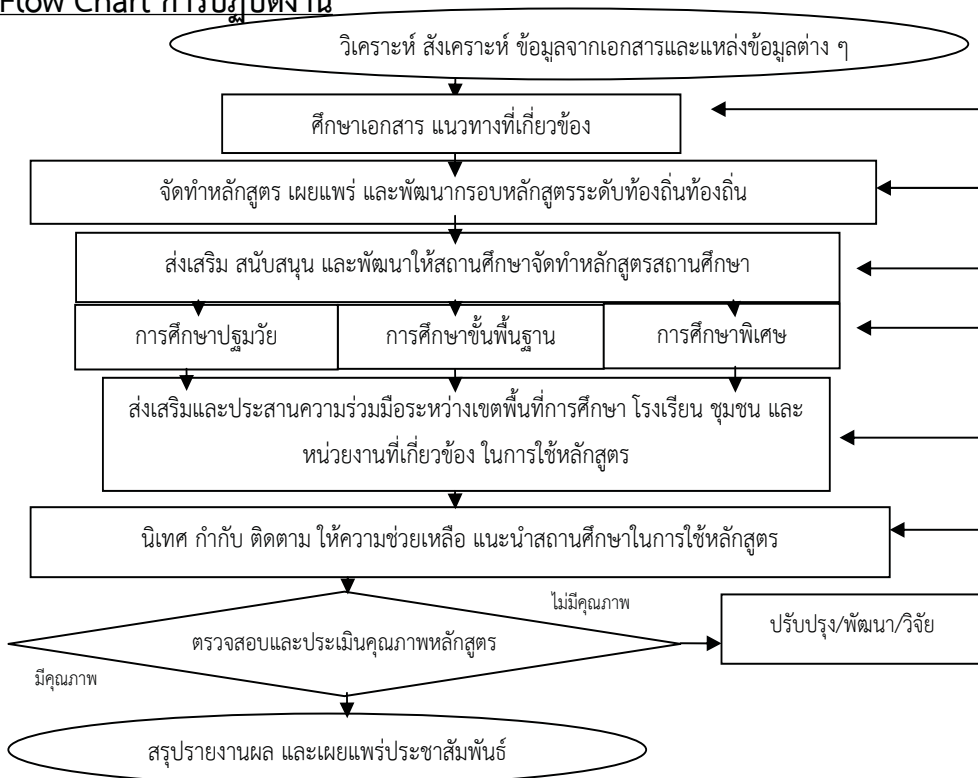 Flow Chart การปฏิบัติงาน
วิเคราะห์ สังเคราะห์ ข้อมูลจากเอกสารและแหล่งข้อมูลต่าง ๆ
ศึกษาเอกสาร แนวทางที่เกี่ยวข้อง
จัดทำหลักสูตร เผยแพร่ และพัฒนากรอบหลักสูตรระดับท้องถิ่นท้องถิ่น
ส่งเสริม สนับสนุน และพัฒนาให้สถานศึกษาจัดทำหลักสูตรสถานศึกษา
การศึกษาปฐมวัย
การศึกษาขั้นพื้นฐาน
การศึกษาพิเศษ
ส่งเสริมและประสานความร่วมมือระหว่างเขตพื้นที่การศึกษา โรงเรียน ชุมชน และ
หน่วยงานที่เกี่ยวข้อง ในการใช้หลักสูตร
นิเทศ กำกับ ติดตาม ให้ความช่วยเหลือ แนะนำสถานศึกษาในการใช้หลักสูตร
ไม่มีคุณภาพ
ปรับปรุง/พัฒนา/วิจัย
ตรวจสอบและประเมินคุณภาพหลักสูตร
มีคุณภาพ
สรุปรายงานผล และเผยแพร่ประชาสัมพันธ์